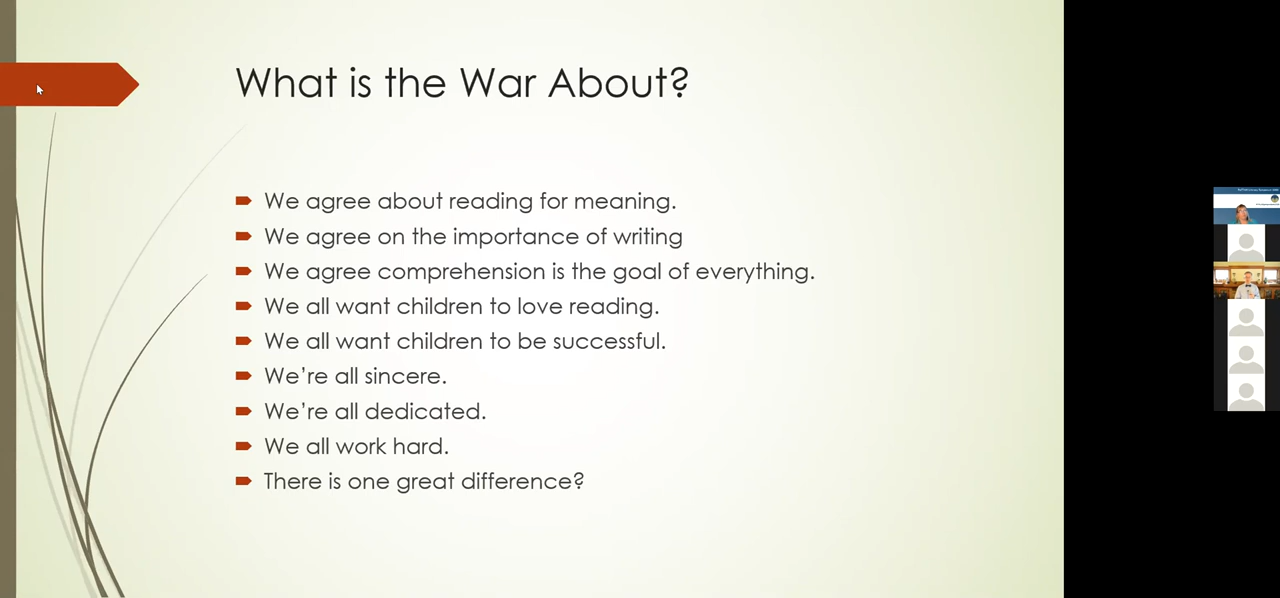 What is the War About?
We agree about reading for meaning.
We agree on the importance of writing
We agree comprehension is the goal of everything.
We all want children to love reading.
We all want children to be successful.
We're all sincere.
We're all dedicated.
We all work hard.
There is one great difference?